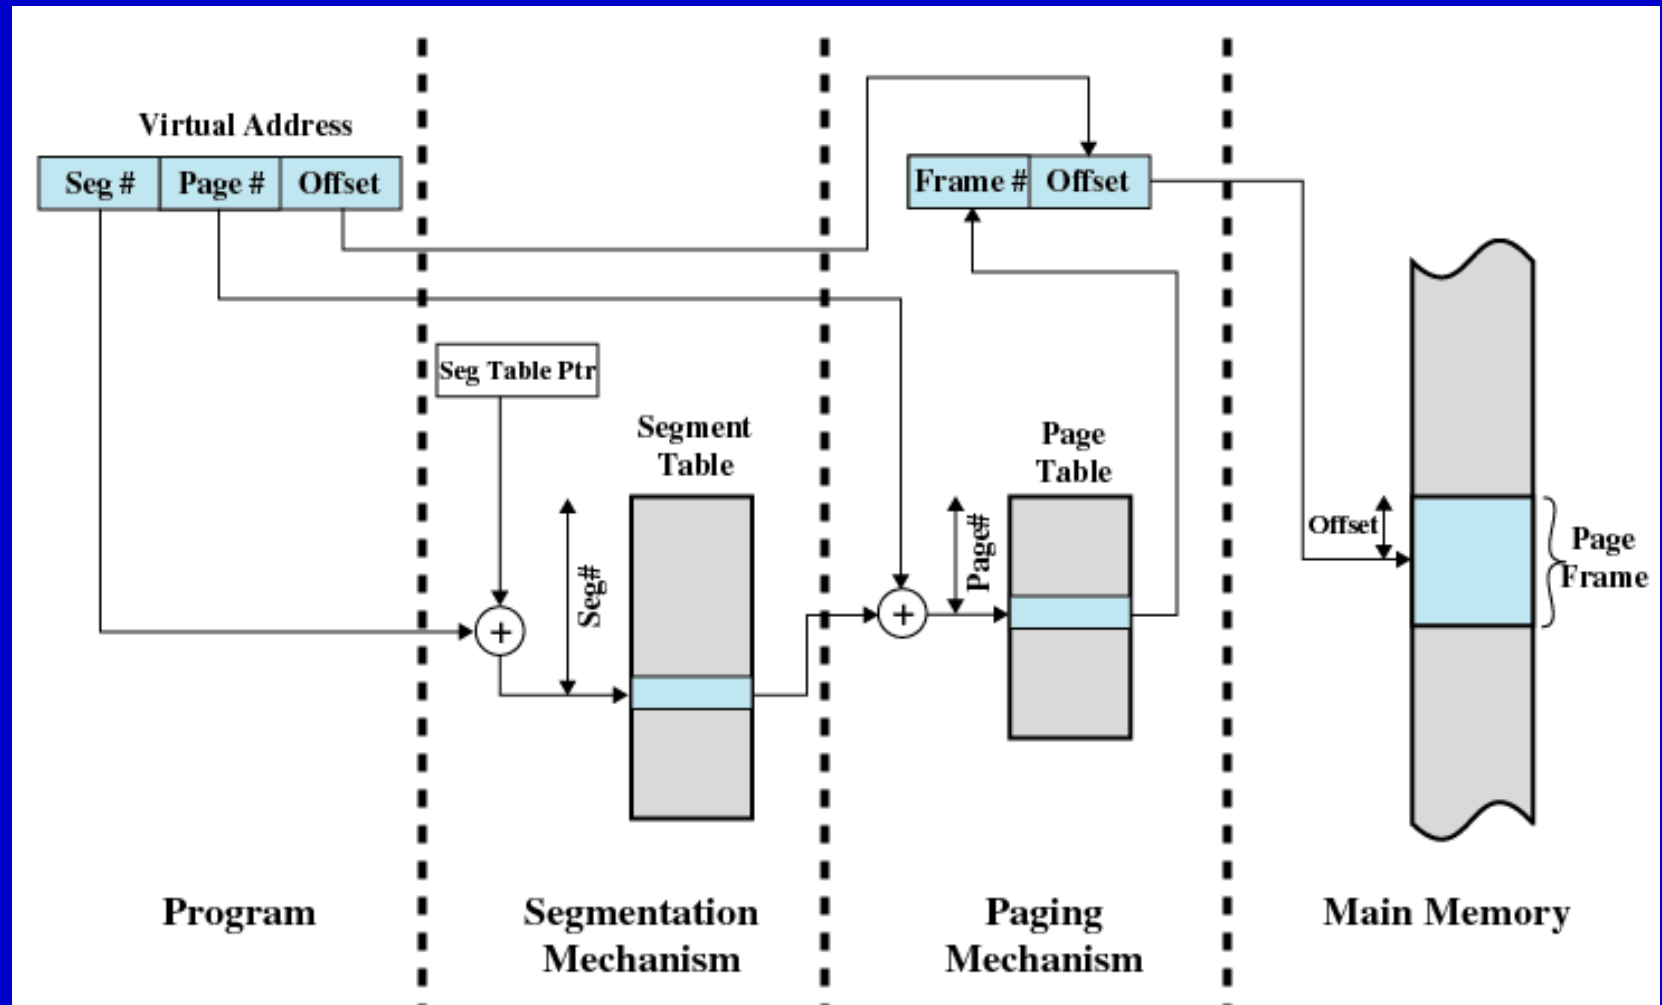 Virtual Address
Seg #
Page #
Offset
Frame #
Offset
Seg Table Ptr
Segment
Table
Page
Table
Seg#
Page#
+
+
Offset
Page
Frame
Program
Segmentation
Mechanism
Paging
Mechanism
Main Memory